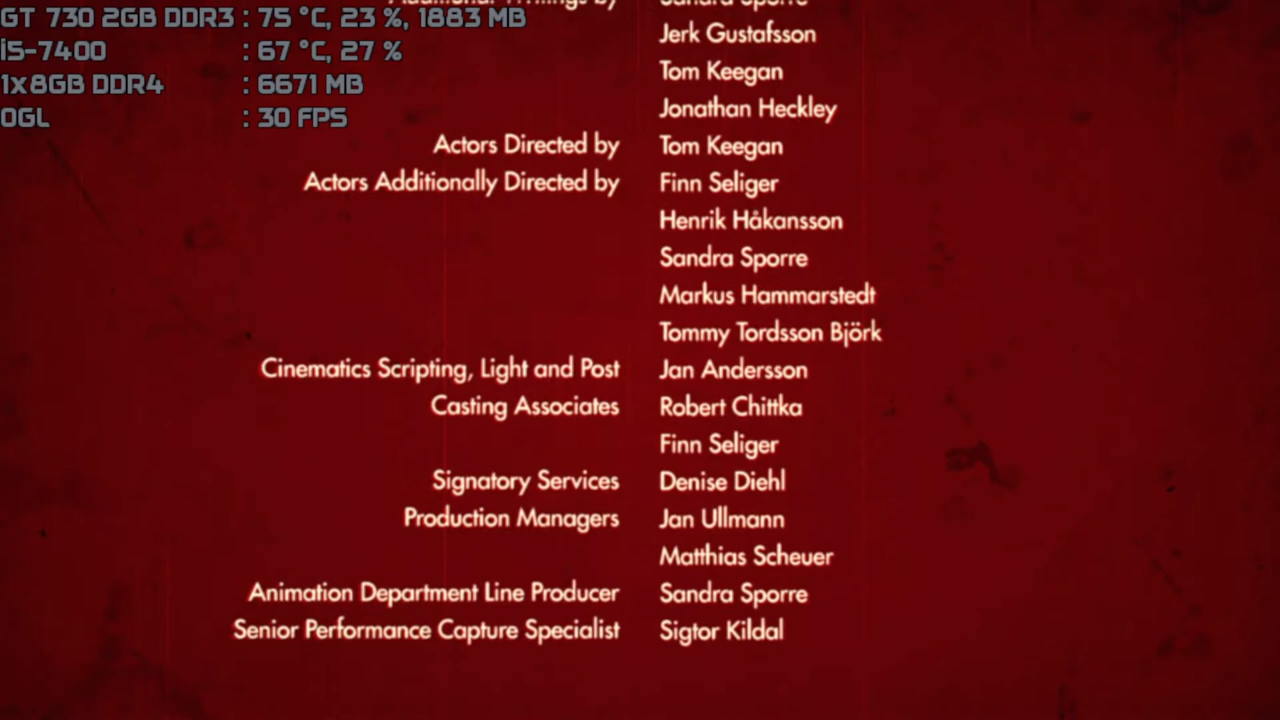 GT 730 2GB DDR3 : 75 °C, 23 %, 1883 MB
i5-7400 : 67 °C, 27 %
1x8GB DDR4 : 6671 MB
OGL : 30 FPS
Sandra Sporre
Jerk Gustafsson
Tom Keegan
Jonathan Heckley
Actors Directed by Tom Keegan
Actors Additionally Directed by Finn Seliger
Henrik Håkansson
Sandra Sporre
Markus Hammarstedt
Tommy Tordsson Björk
Cinematics Scripting, Light and Post Jan Andersson
Casting Associates Robert Chittka
Finn Seliger
Signatory Services Denise Diehl
Production Managers Jan Ullmann
Matthias Scheuer
Animation Department Line Producer Sandra Sporre
Senior Performance Capture Specialist Sigtor Kildal